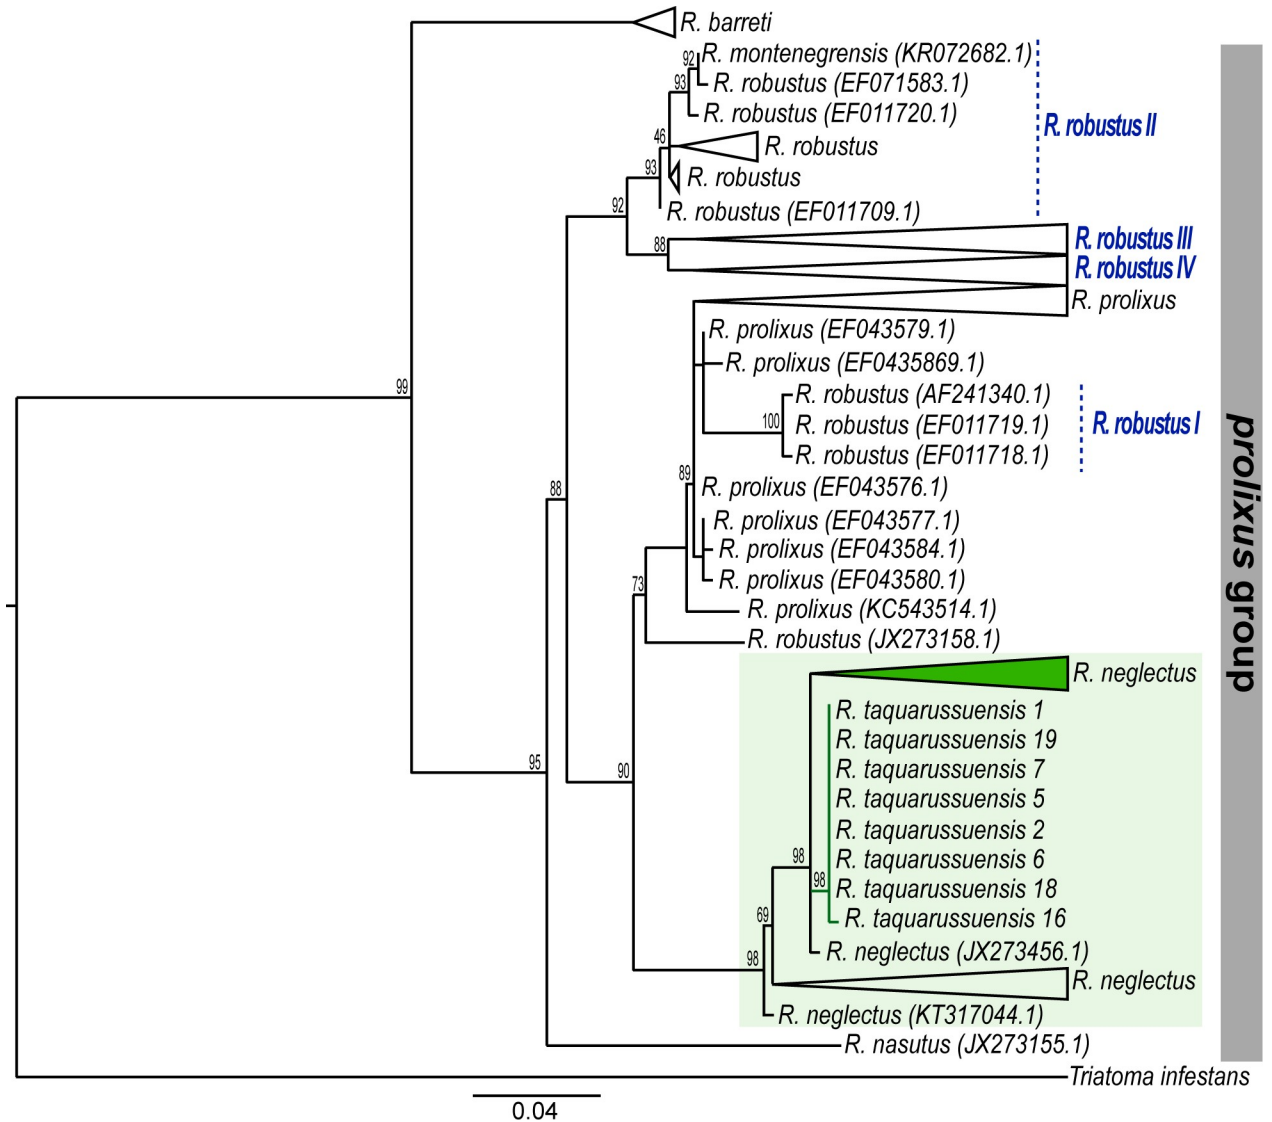 R. barreti
R. montenegrensis (KR072682.1)
92
R. robustus (EF071583.1)
93
R. robustus (EF011720.1)
R. robustus II
46
R. robustus
93
R. robustus
92
R. robustus (EF011709.1)
88
R. robustus III
R. robustus IV
R. prolixus
R. prolixus (EF043579.1)
R. prolixus (EF0435869.1)
99
R. robustus (AF241340.1)
100
R. robustus (EF011719.1)
R. robustus I
R. robustus (EF011718.1)
89
R. prolixus (EF043576.1)
88
R. prolixus (EF043577.1)
R. prolixus (EF043584.1)
73
R. prolixus (EF043580.1)
R. prolixus (KC543514.1)
R. robustus (JX273158.1)
prolixus group
R. neglectus
R. taquarussuensis 1
R. taquarussuensis 19
95
90
R. taquarussuensis 7
R. taquarussuensis 5
R. taquarussuensis 2
98
R. taquarussuensis 6
98
R. taquarussuensis 18
69
R. taquarussuensis 16
98
R. neglectus (JX273456.1)
R. neglectus
R. neglectus (KT317044.1)
R. nasutus (JX273155.1)
Triatoma infestans
0.04